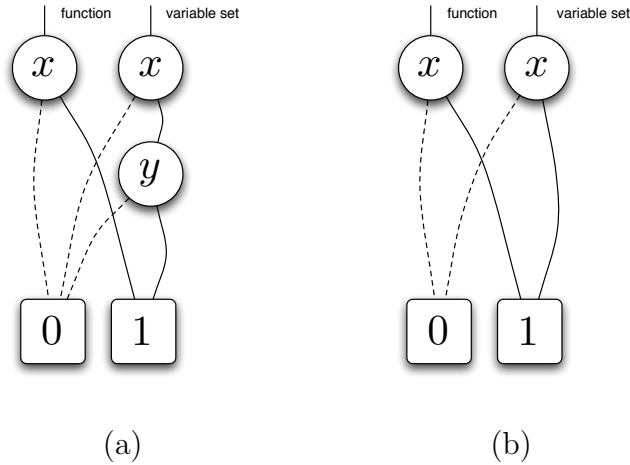 function variable set function variable set
x x x x
y
0 1 0 1
(a) (b)